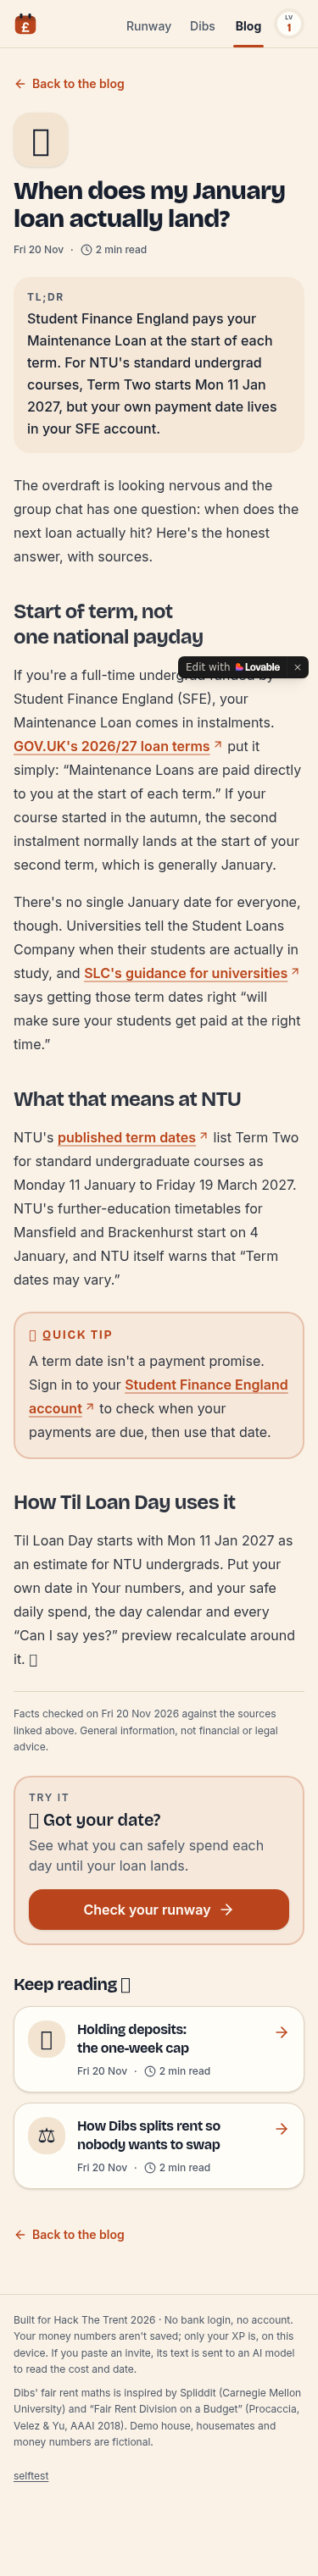 £
Runway Dibs Blog LV 1
← Back to the blog
When does my January
loan actually land?
Fri 20 Nov · 2 min read
TL;DR
Student Finance England pays your
Maintenance Loan at the start of each
term. For NTU's standard undergrad
courses, Term Two starts Mon 11 Jan
2027, but your own payment date lives
in your SFE account.
The overdraft is looking nervous and the
group chat has one question: when does the
next loan actually hit? Here's the honest
answer, with sources.
Start of term, not
one national payday
Edit with Lovable ×
If you're a full-time undergrad funded by
Student Finance England (SFE), your
Maintenance Loan comes in instalments.
GOV.UK's 2026/27 loan terms ↗ put it
simply: “Maintenance Loans are paid directly
to you at the start of each term.” If your
course started in the autumn, the second
instalment normally lands at the start of your
second term, which is generally January.
There's no single January date for everyone,
though. Universities tell the Student Loans
Company when their students are actually in
study, and SLC's guidance for universities ↗
says getting those term dates right “will
make sure your students get paid at the right
time.”
What that means at NTU
NTU's published term dates ↗ list Term Two
for standard undergraduate courses as
Monday 11 January to Friday 19 March 2027.
NTU's further-education timetables for
Mansfield and Brackenhurst start on 4
January, and NTU itself warns that “Term
dates may vary.”
QUICK TIP
A term date isn't a payment promise.
Sign in to your Student Finance England
account ↗ to check when your
payments are due, then use that date.
How Til Loan Day uses it
Til Loan Day starts with Mon 11 Jan 2027 as
an estimate for NTU undergrads. Put your
own date in Your numbers, and your safe
daily spend, the day calendar and every
“Can I say yes?” preview recalculate around
it.
Facts checked on Fri 20 Nov 2026 against the sources
linked above. General information, not financial or legal
advice.
TRY IT
Got your date?
See what you can safely spend each
day until your loan lands.
Check your runway →
Keep reading
Holding deposits:
the one-week cap
Fri 20 Nov · 2 min read
How Dibs splits rent so
nobody wants to swap
Fri 20 Nov · 2 min read
← Back to the blog
Built for Hack The Trent 2026 · No bank login, no account.
Your money numbers aren't saved; only your XP is, on this
device. If you paste an invite, its text is sent to an AI model
to read the cost and date.
Dibs' fair rent maths is inspired by Spliddit (Carnegie Mellon
University) and “Fair Rent Division on a Budget” (Procaccia,
Velez & Yu, AAAI 2018). Demo house, housemates and
money numbers are fictional.
selftest